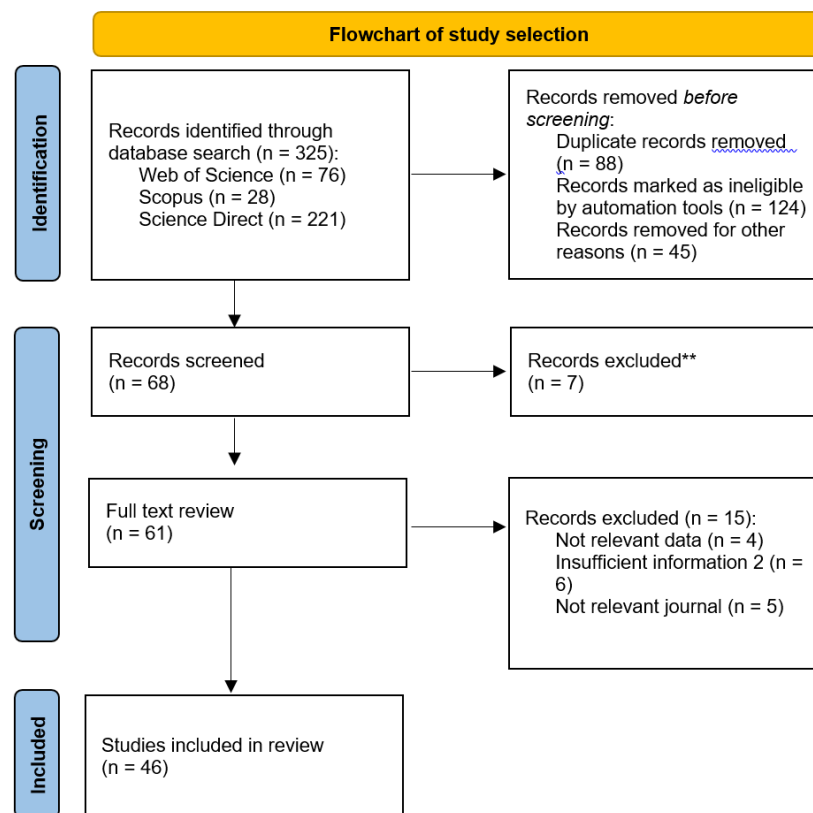 Flowchart of study selection
Identification
Records identified through
database search (n = 325):
Web of Science (n = 76)
Scopus (n = 28)
Science Direct (n = 221)
Records removed before
screening:
Duplicate records removed
(n = 88)
Records marked as ineligible
by automation tools (n = 124)
Records removed for other
reasons (n = 45)
Screening
Records screened
(n = 68)
Records excluded**
(n = 7)
Full text review
(n = 61)
Records excluded (n = 15):
Not relevant data (n = 4)
Insufficient information 2 (n =
6)
Not relevant journal (n = 5)
Included
Studies included in review
(n = 46)